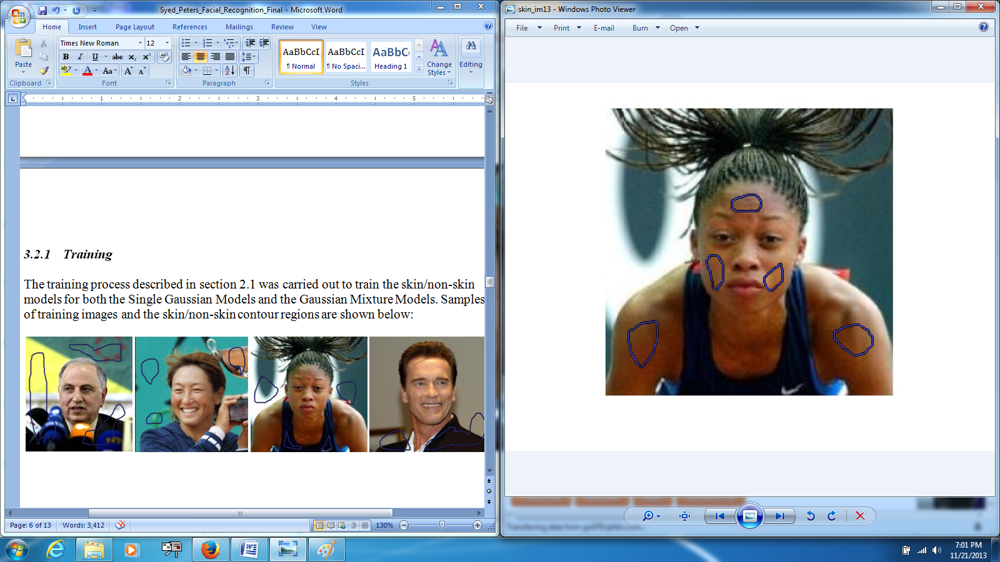 Syed_Peters_Facial_Recognition_Final - Microsoft Word
Home Insert Page Layout References Mailings Review View
Times New Roman 12
Paste
B I U abc x₂ x²
Aa A A
AaBbCcI AaBbCcI AaBbC
¶ Normal ¶ No Spaci... Heading 1
Change Styles
Editing
Clipboard Font Paragraph Styles
1 2 3 4 5
3.2.1 Training
The training process described in section 2.1 was carried out to train the skin/non-skin
models for both the Single Gaussian Models and the Gaussian Mixture Models. Samples
of training images and the skin/non-skin contour regions are shown below:
Page: 6 of 13 Words: 3,412 130%
skin_im13 - Windows Photo Viewer
File Print E-mail Burn Open
7:01 PM
11/21/2013